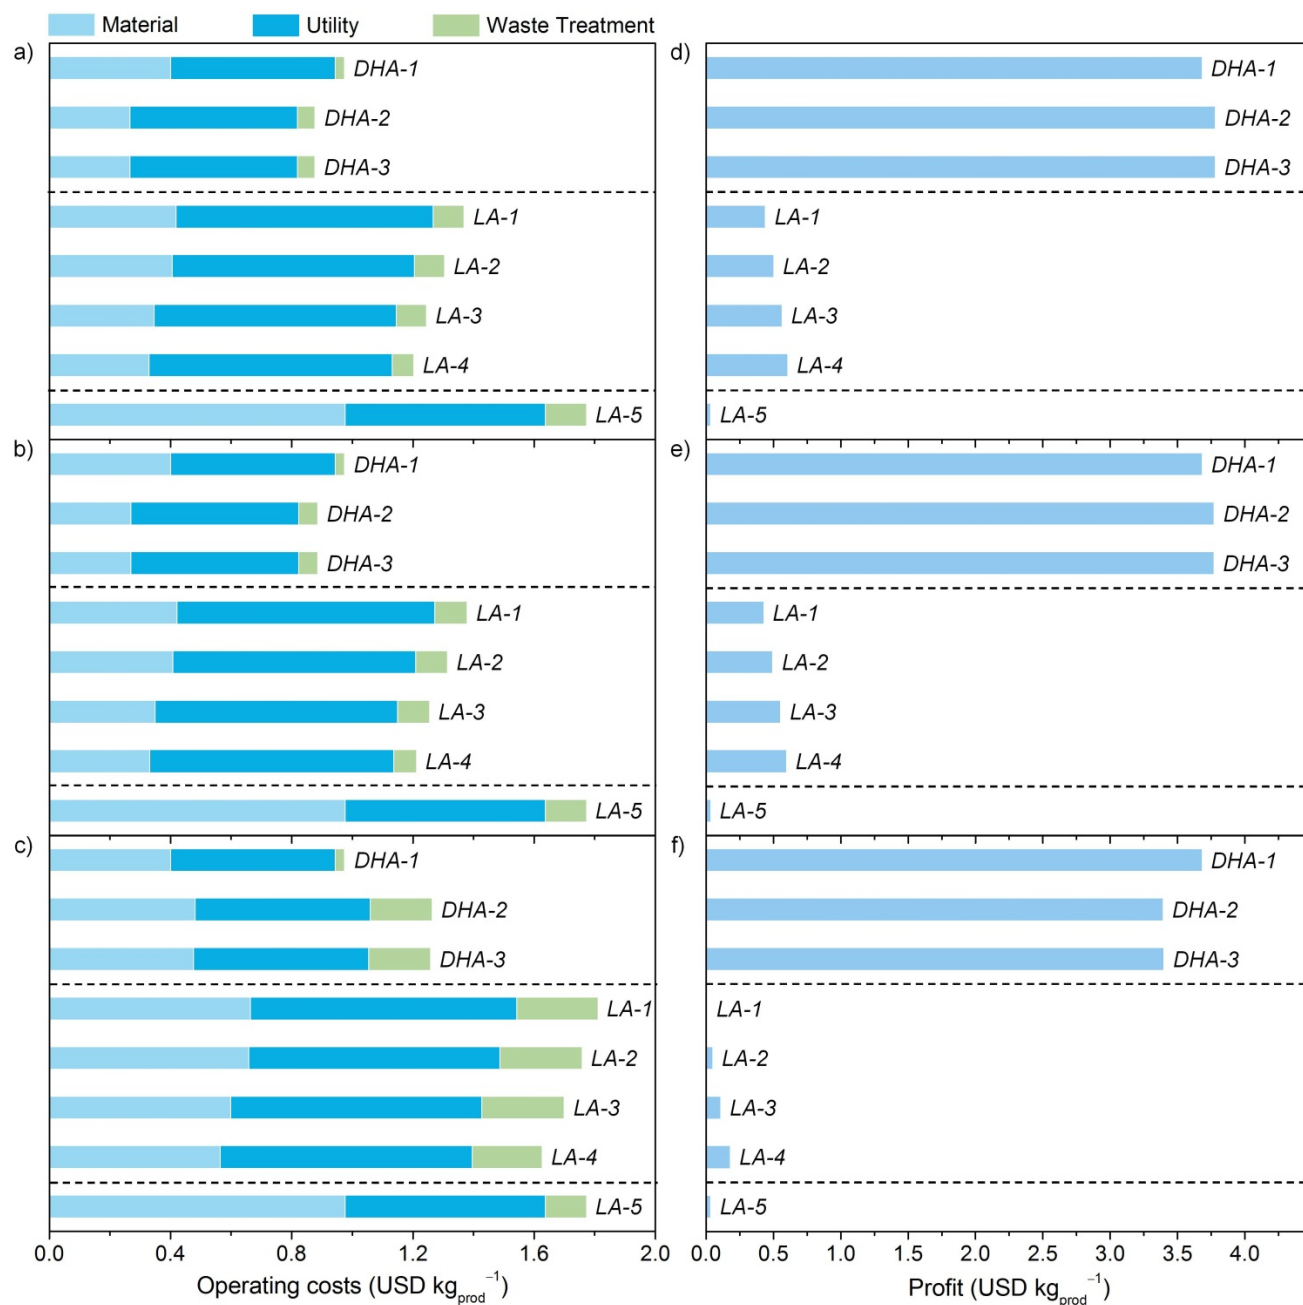 Material Utility Waste Treatment
a)
DHA-1
DHA-2
DHA-3
LA-1
LA-2
LA-3
LA-4
LA-5
b)
DHA-1
DHA-2
DHA-3
LA-1
LA-2
LA-3
LA-4
LA-5
c)
DHA-1
DHA-2
DHA-3
LA-1
LA-2
LA-3
LA-4
LA-5
0.0 0.4 0.8 1.2 1.6 2.0
Operating costs (USD kg_prod⁻¹)
d)
DHA-1
DHA-2
DHA-3
LA-1
LA-2
LA-3
LA-4
LA-5
e)
DHA-1
DHA-2
DHA-3
LA-1
LA-2
LA-3
LA-4
LA-5
f)
DHA-1
DHA-2
DHA-3
LA-1
LA-2
LA-3
LA-4
LA-5
0.0 0.5 1.0 1.5 2.0 2.5 3.0 3.5 4.0
Profit (USD kg_prod⁻¹)